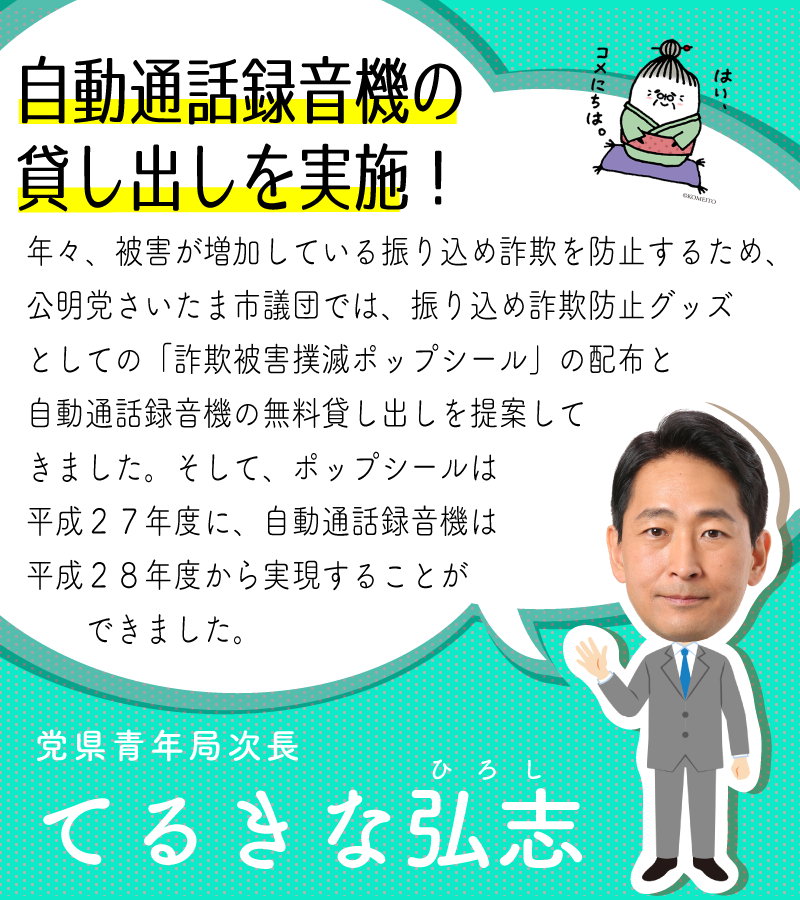 自動通話録音機の
貸し出しを実施！
はい、
コメにちは。
©KOMEITO
年々、被害が増加している振り込め詐欺を防止するため、
公明党さいたま市議団では、振り込め詐欺防止グッズ
としての「詐欺被害撲滅ポップシール」の配布と
自動通話録音機の無料貸し出しを提案して
きました。そして、ポップシールは
平成２７年度に、自動通話録音機は
平成２８年度から実現することが
できました。
党県青年局次長
ひろし
てるきな弘志